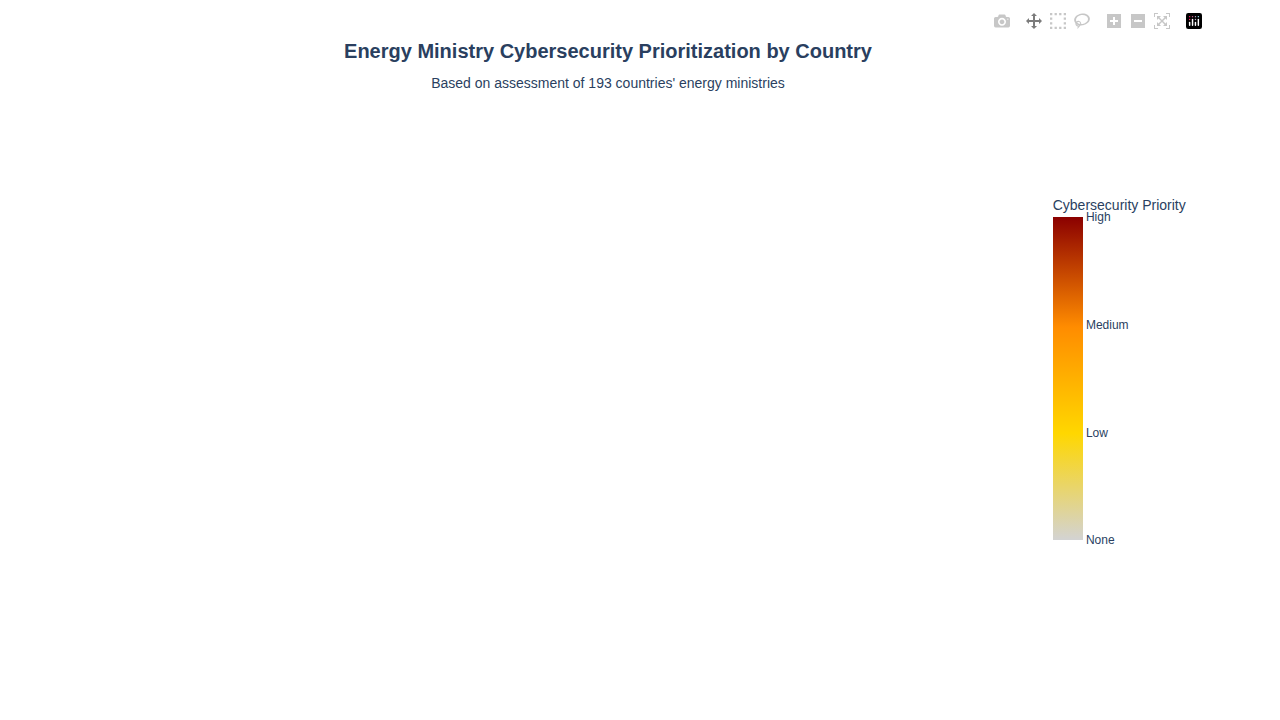 Energy Ministry Cybersecurity Prioritization by Country
Based on assessment of 193 countries' energy ministries
Cybersecurity Priority
High
Medium
Low
None